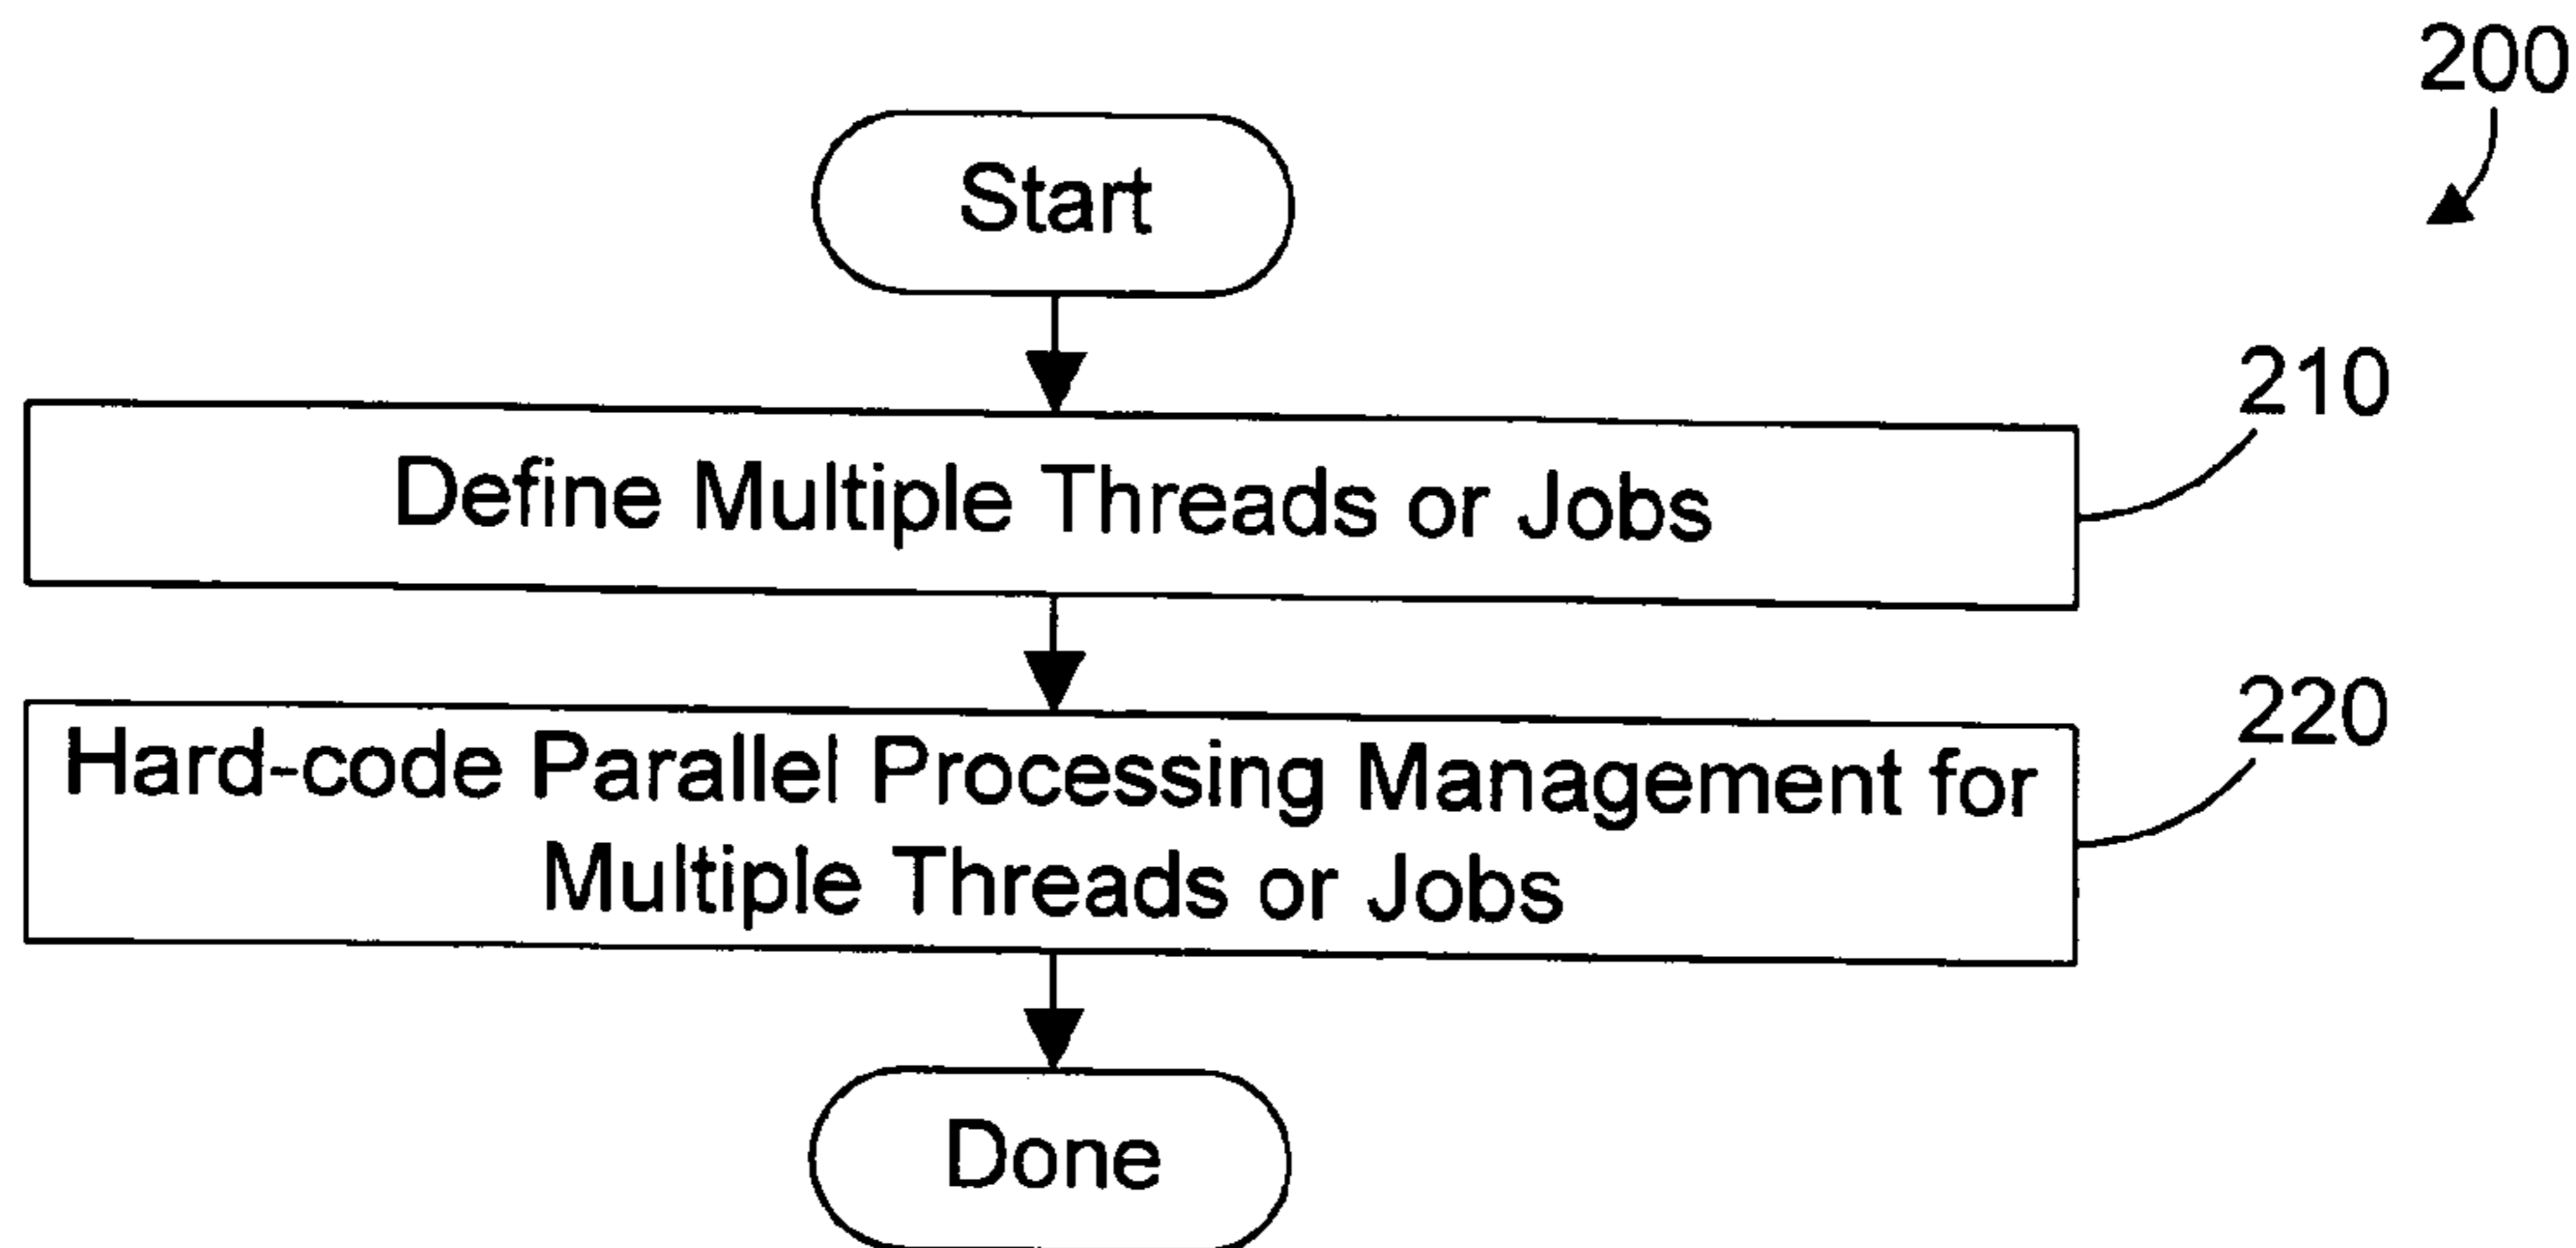 200
Start
210
Define Multiple Threads or Jobs
220
Hard-code Parallel Processing Management for
Multiple Threads or Jobs
Done